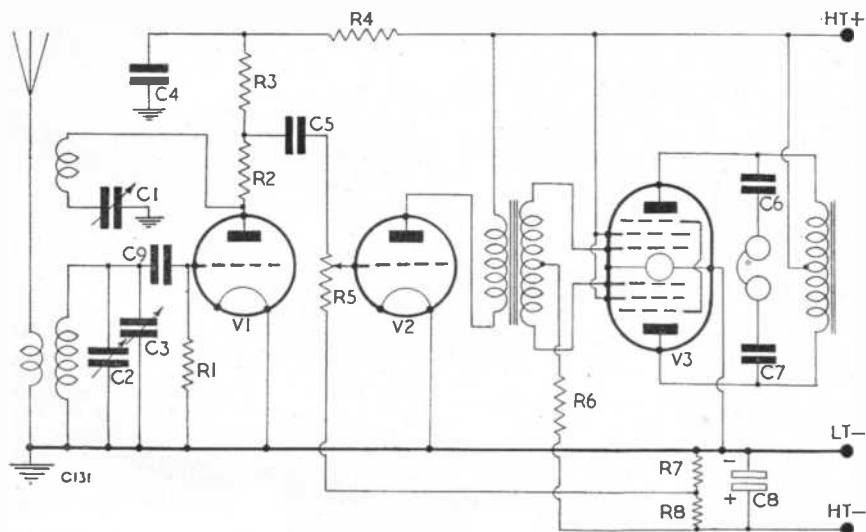 R4
HT+
C4
R3
C5
R2
C1
C6
C9
R5
V1
V2
V3
C3
C2
R1
C7
R6
LT−
R7
−
C131
+
C8
R8
HT−